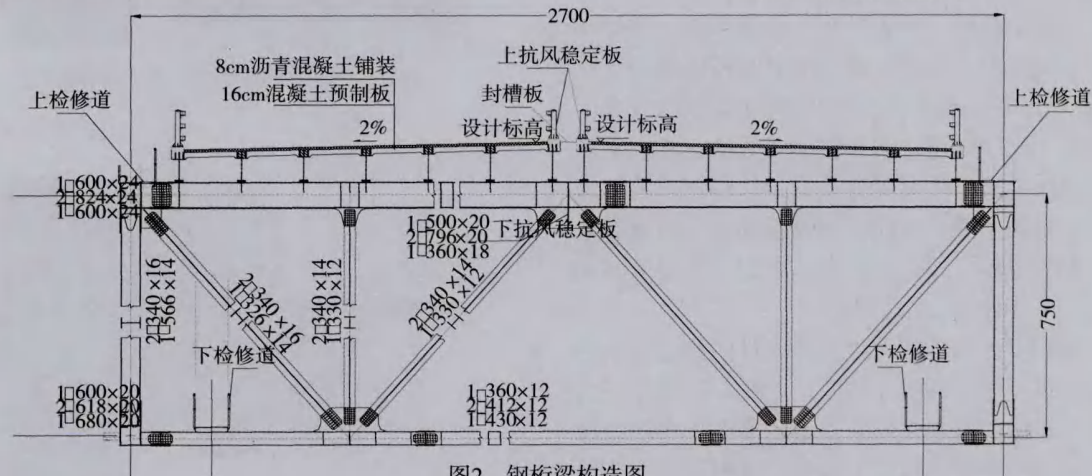 2700
上抗风稳定板
8cm沥青混凝土铺装
封槽板
上检修道
16cm混凝土预制板
上检修道
设计标高
设计标高
2%
2%
1□600×24
2□824×24
1□600×24
1□500×20
2□796×20
1□360×18
下抗风稳定板
2□340×16
1□566×14
2□340×16
1□326×14
2□340×14
1□330×12
2□340×14
1□330×12
750
下检修道
下检修道
1□600×20
2□618×20
1□680×20
1□360×12
2□412×12
1□430×12
图2 钢桁梁构造图